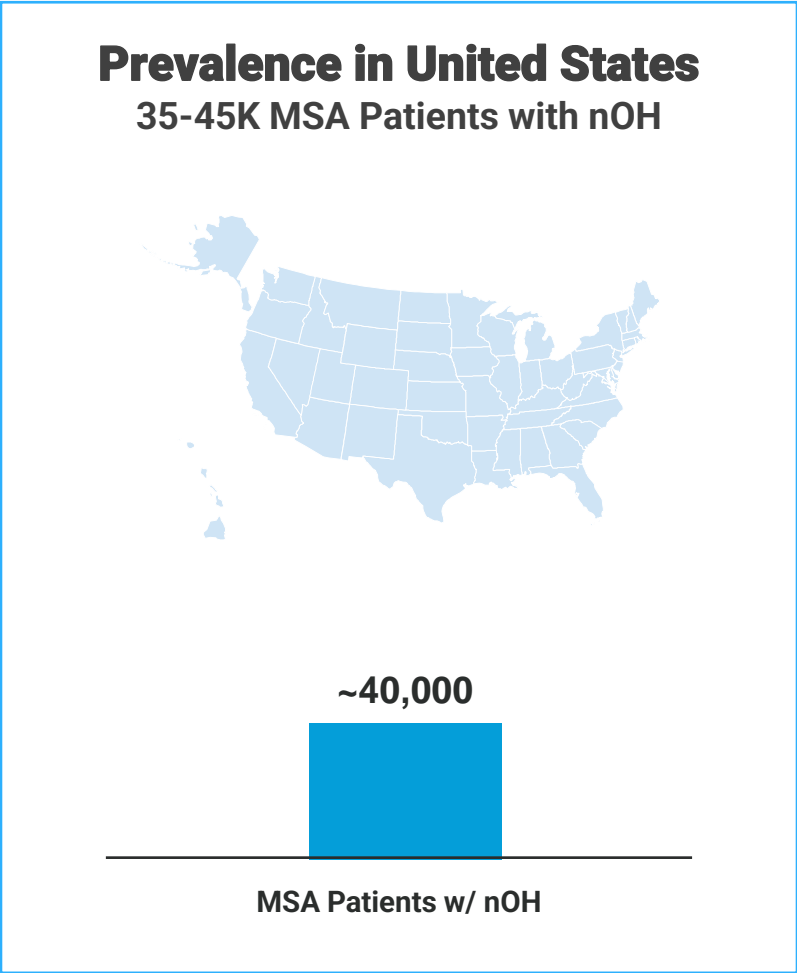 Prevalence in United States
35-45K MSA Patients with nOH
~40,000
MSA Patients w/ nOH